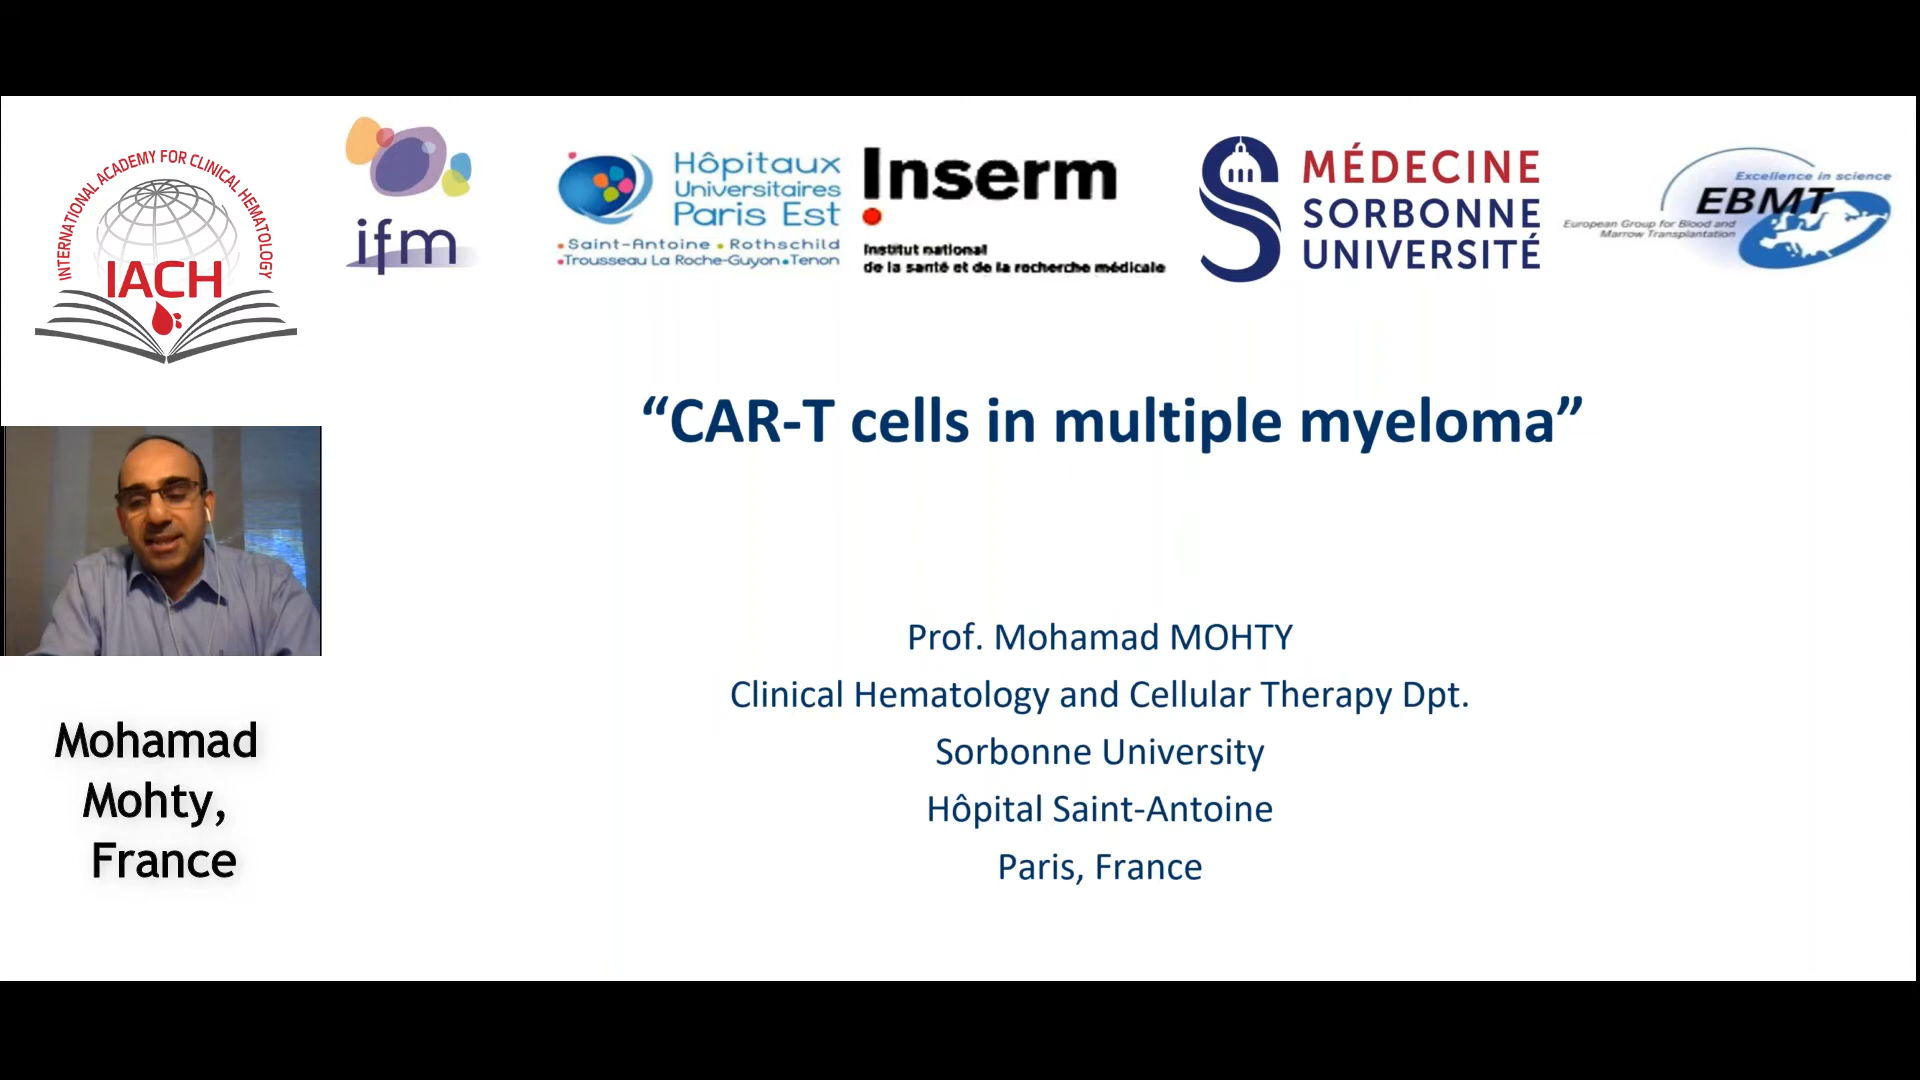 INTERNATIONAL ACADEMY FOR CLINICAL HEMATOLOGY
IACH
ifm
Hôpitaux
Universitaires
Paris Est
•Saint-Antoine •Rothschild
•Trousseau La Roche-Guyon •Tenon
Inserm
Institut national
de la santé et de la recherche médicale
MÉDECINE
SORBONNE
UNIVERSITÉ
Excellence in science
EBMT
European Group for Blood and
Marrow Transplantation
“CAR-T cells in multiple myeloma”
Prof. Mohamad MOHTY
Clinical Hematology and Cellular Therapy Dpt.
Sorbonne University
Hôpital Saint-Antoine
Paris, France
Mohamad
Mohty,
France